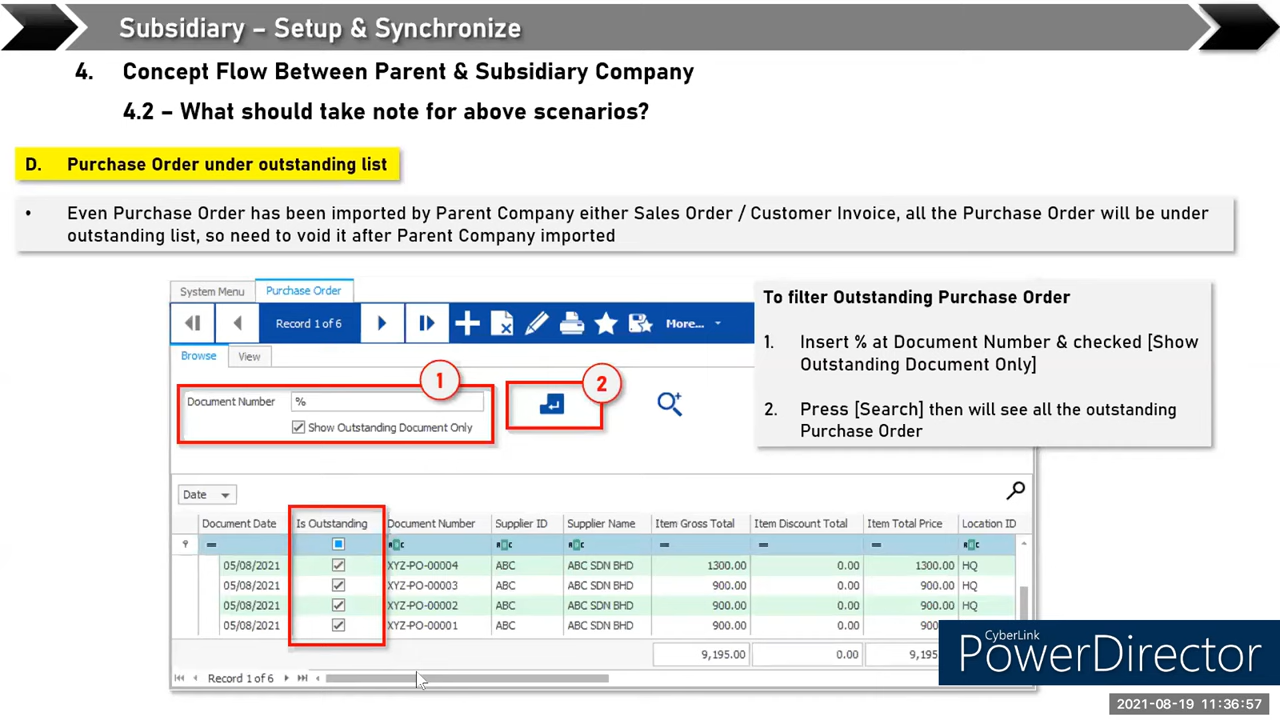 Subsidiary – Setup & Synchronize
4. Concept Flow Between Parent & Subsidiary Company
4.2 – What should take note for above scenarios?
D. Purchase Order under outstanding list
• Even Purchase Order has been imported by Parent Company either Sales Order / Customer Invoice, all the Purchase Order will be under
outstanding list, so need to void it after Parent Company imported
System Menu Purchase Order
Record 1 of 6 More...
Browse View
1
2
Document Number %
Show Outstanding Document Only
To filter Outstanding Purchase Order
1. Insert % at Document Number & checked [Show
Outstanding Document Only]
2. Press [Search] then will see all the outstanding
Purchase Order
Date
Document Date Is Outstanding Document Number Supplier ID Supplier Name Item Gross Total Item Discount Total Item Total Price Location ID
05/08/2021 XYZ-PO-00004 ABC ABC SDN BHD 1300.00 0.00 1300.00 HQ
05/08/2021 XYZ-PO-00003 ABC ABC SDN BHD 900.00 0.00 900.00 HQ
05/08/2021 XYZ-PO-00002 ABC ABC SDN BHD 900.00 0.00 900.00 HQ
05/08/2021 XYZ-PO-00001 ABC ABC SDN BHD 900.00 0.00
9,195.00 0.00
Record 1 of 6
CyberLink
PowerDirector
2021-08-19 11:36:57